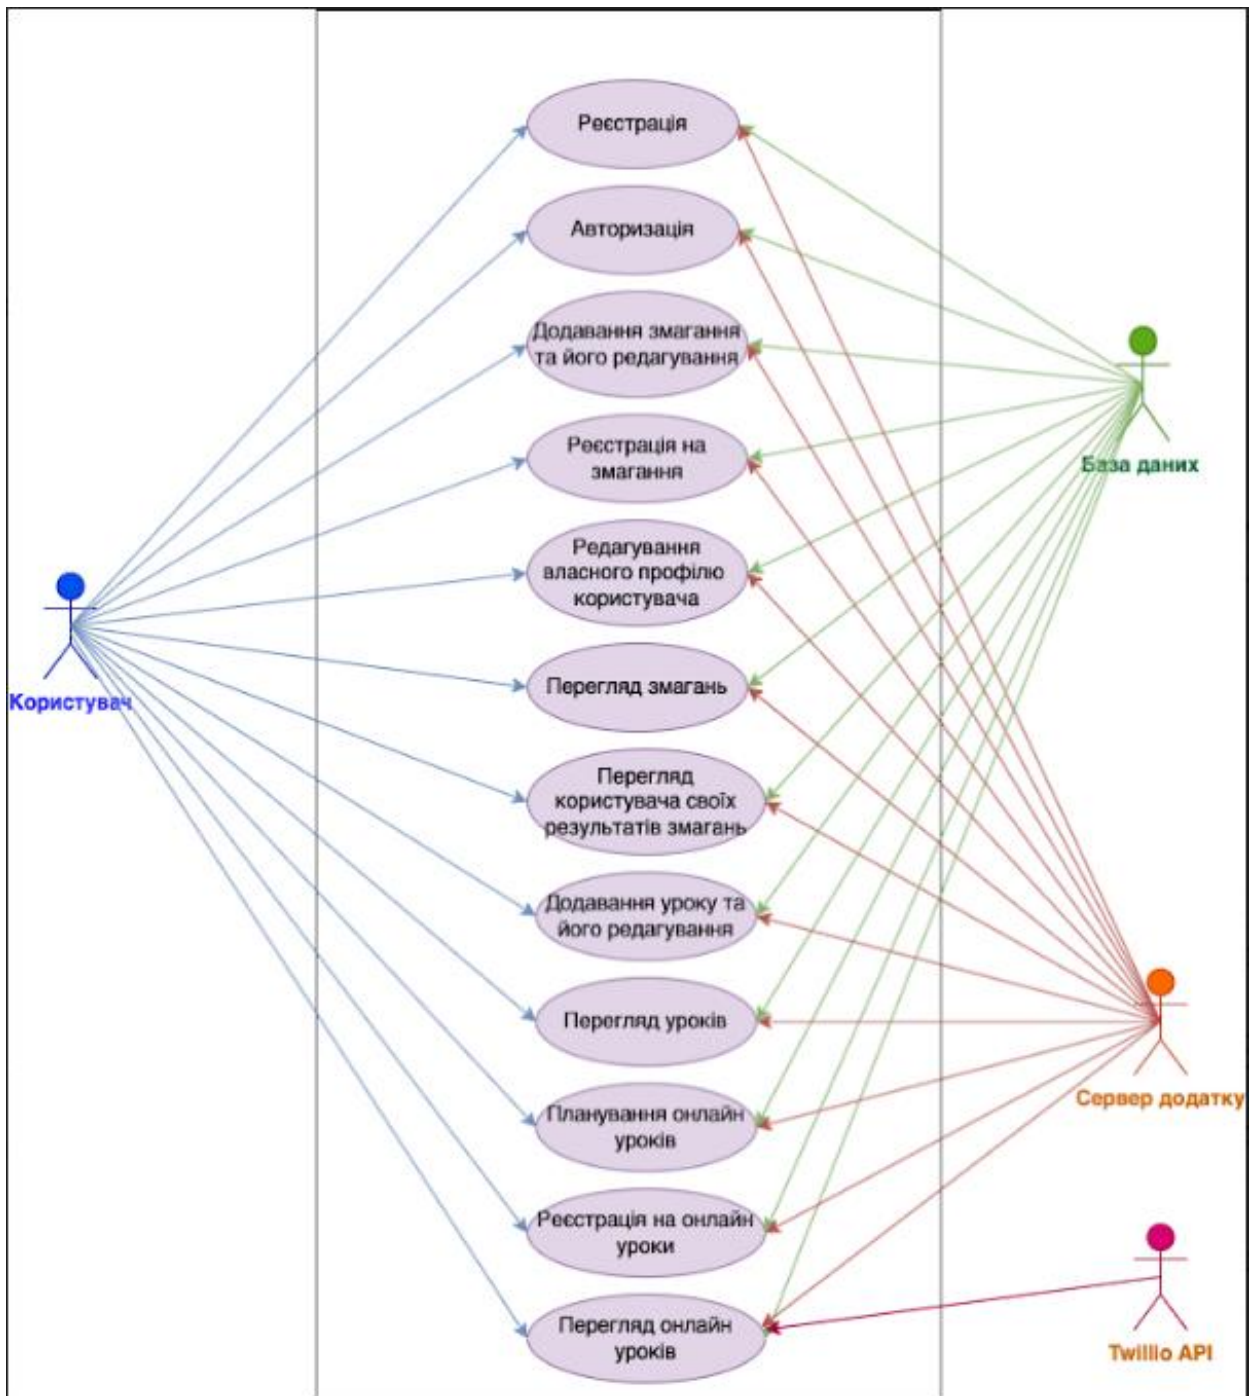 Реєстрація
Авторизація
Додавання змагання
та його редагування
Реєстрація на
змагання
База даних
Редагування
власного профілю
користувача
Користувач
Перегляд змагань
Перегляд
користувача своїх
результатів змагань
Додавання уроку та
його редагування
Перегляд уроків
Сервер додатку
Планування онлайн
уроків
Реєстрація на онлайн
уроки
Перегляд онлайн
уроків
Twillio API